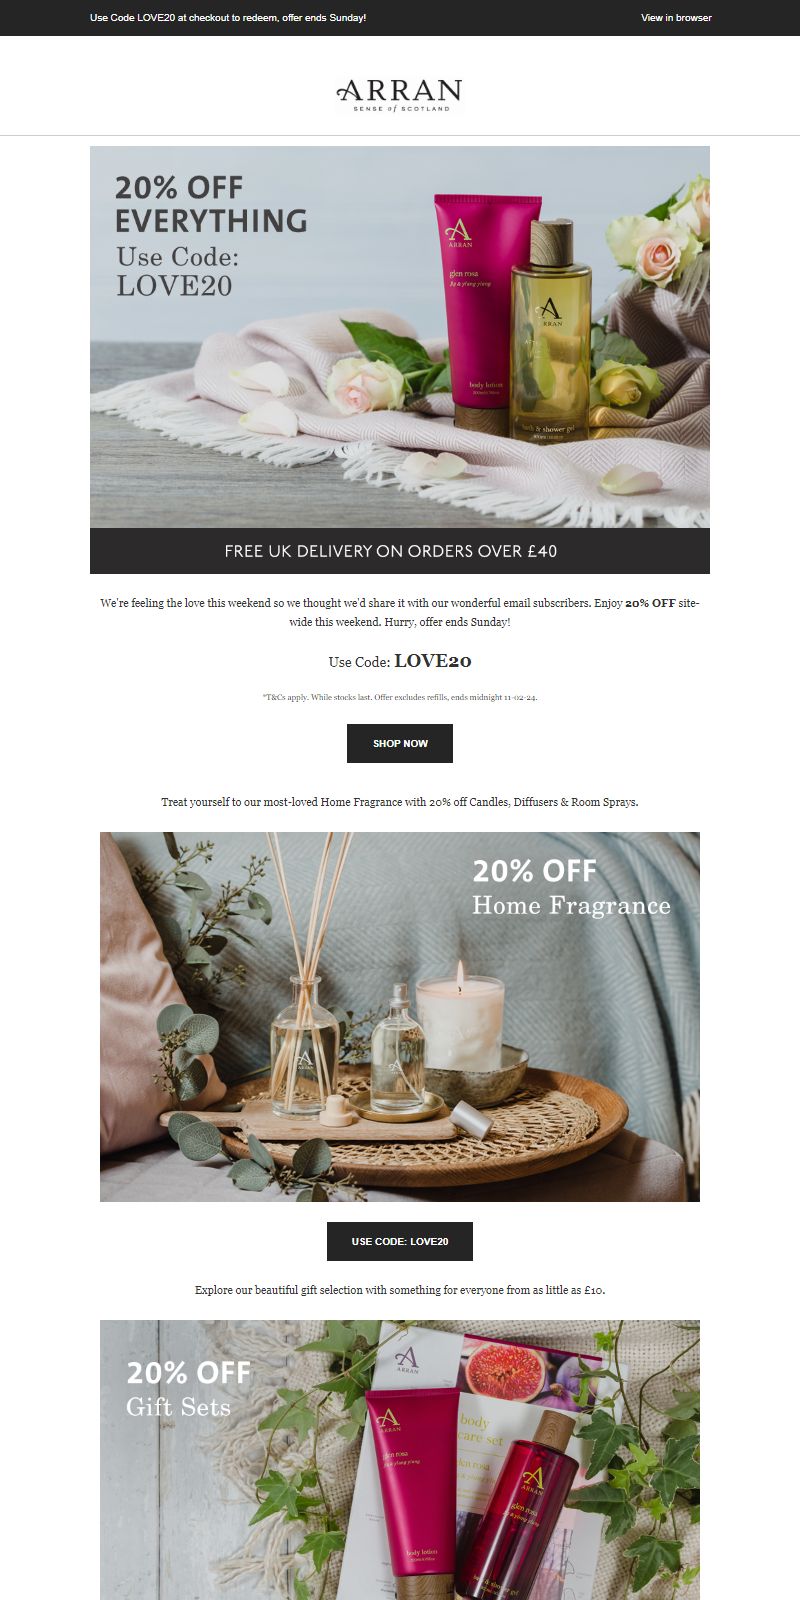 Use Code LOVE20 at checkout to redeem, offer ends Sunday!
View in browser
ARRAN
SENSE of SCOTLAND
20% OFF
EVERYTHING
Use Code:
LOVE20
ARRAN
glen rosa
fig & ylang ylang
body lotion
ARRAN
bath & shower gel
FREE UK DELIVERY ON ORDERS OVER £40
We're feeling the love this weekend so we thought we'd share it with our wonderful email subscribers. Enjoy 20% OFF site-
wide this weekend. Hurry, offer ends Sunday!
Use Code: LOVE20
*T&Cs apply. While stocks last. Offer excludes refills, ends midnight 11-02-24.
SHOP NOW
Treat yourself to our most-loved Home Fragrance with 20% off Candles, Diffusers & Room Sprays.
20% OFF
Home Fragrance
ARRAN
USE CODE: LOVE20
Explore our beautiful gift selection with something for everyone from as little as £10.
20% OFF
Gift Sets
ARRAN
ARRAN
glen rosa
fig & ylang ylang
body lotion
body
care set
glen rosa
ARRAN
glen rosa